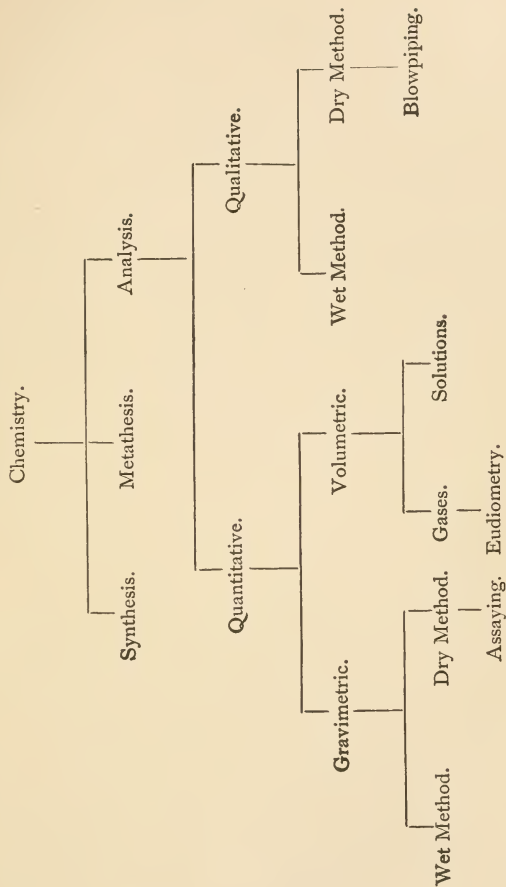 Chemistry.
Synthesis. Metathesis. Analysis.
Quantitative. Qualitative.
Gravimetric. Volumetric. Wet Method. Dry Method.
Wet Method. Dry Method. Gases. Solutions. Blowpiping.
Assaying. Eudiometry.